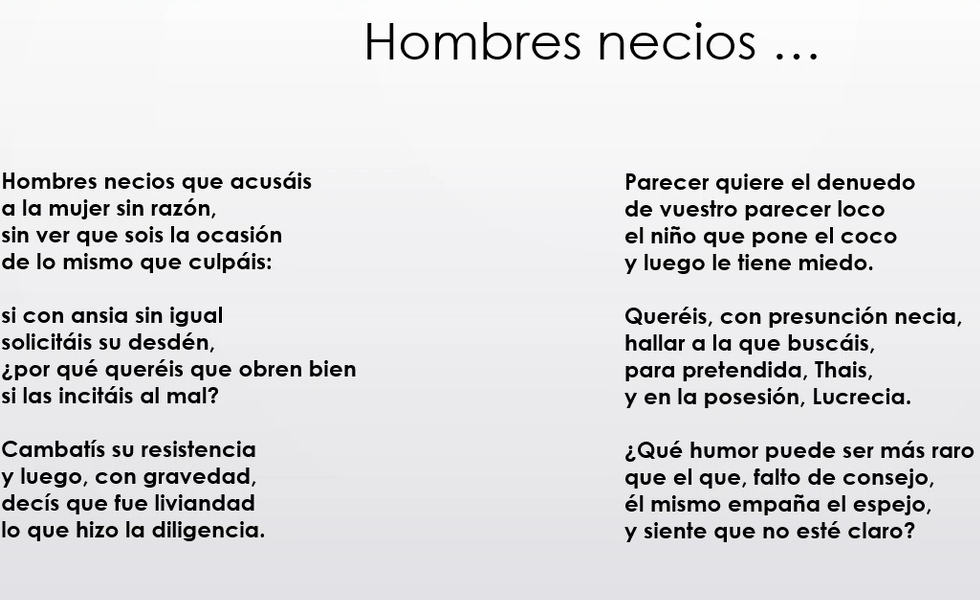 Hombres necios ...
Hombres necios que acusáis
a la mujer sin razón,
sin ver que sois la ocasión
de lo mismo que culpáis:
si con ansia sin igual
solicitáis su desdén,
¿por qué queréis que obren bien
si las incitáis al mal?
Cambatís su resistencia
y luego, con gravedad,
decís que fue liviandad
lo que hizo la diligencia.
Parecer quiere el denuedo
de vuestro parecer loco
el niño que pone el coco
y luego le tiene miedo.
Queréis, con presunción necia,
hallar a la que buscáis,
para pretendida, Thais,
y en la posesión, Lucrecia.
¿Qué humor puede ser más raro
que el que, falto de consejo,
él mismo empaña el espejo,
y siente que no esté claro?